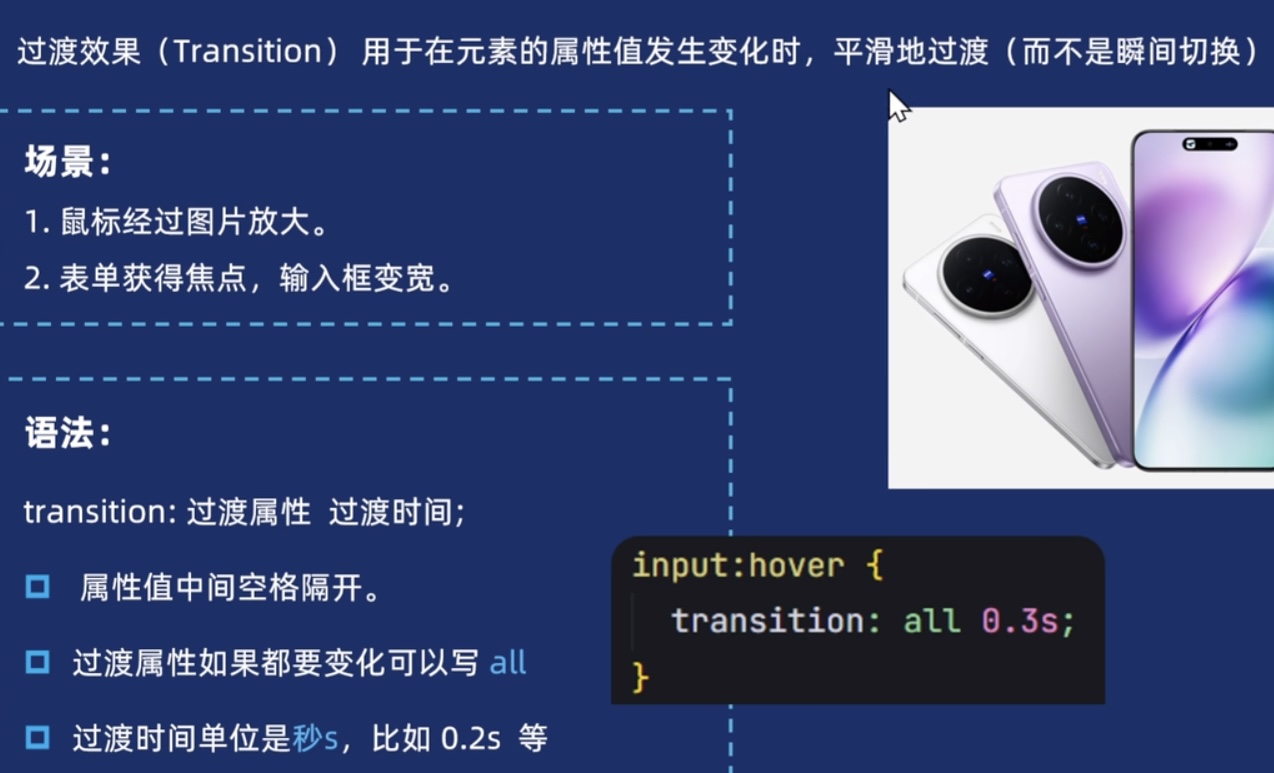 过渡效果（Transition） 用于在元素的属性值发生变化时，平滑地过渡（而不是瞬间切换）
场景：
1. 鼠标经过图片放大。
2. 表单获得焦点，输入框变宽。
语法：
transition: 过渡属性 过渡时间;
属性值中间空格隔开。
过渡属性如果都要变化可以写 all
过渡时间单位是秒s，比如 0.2s 等
input:hover {
transition: all 0.3s;
}